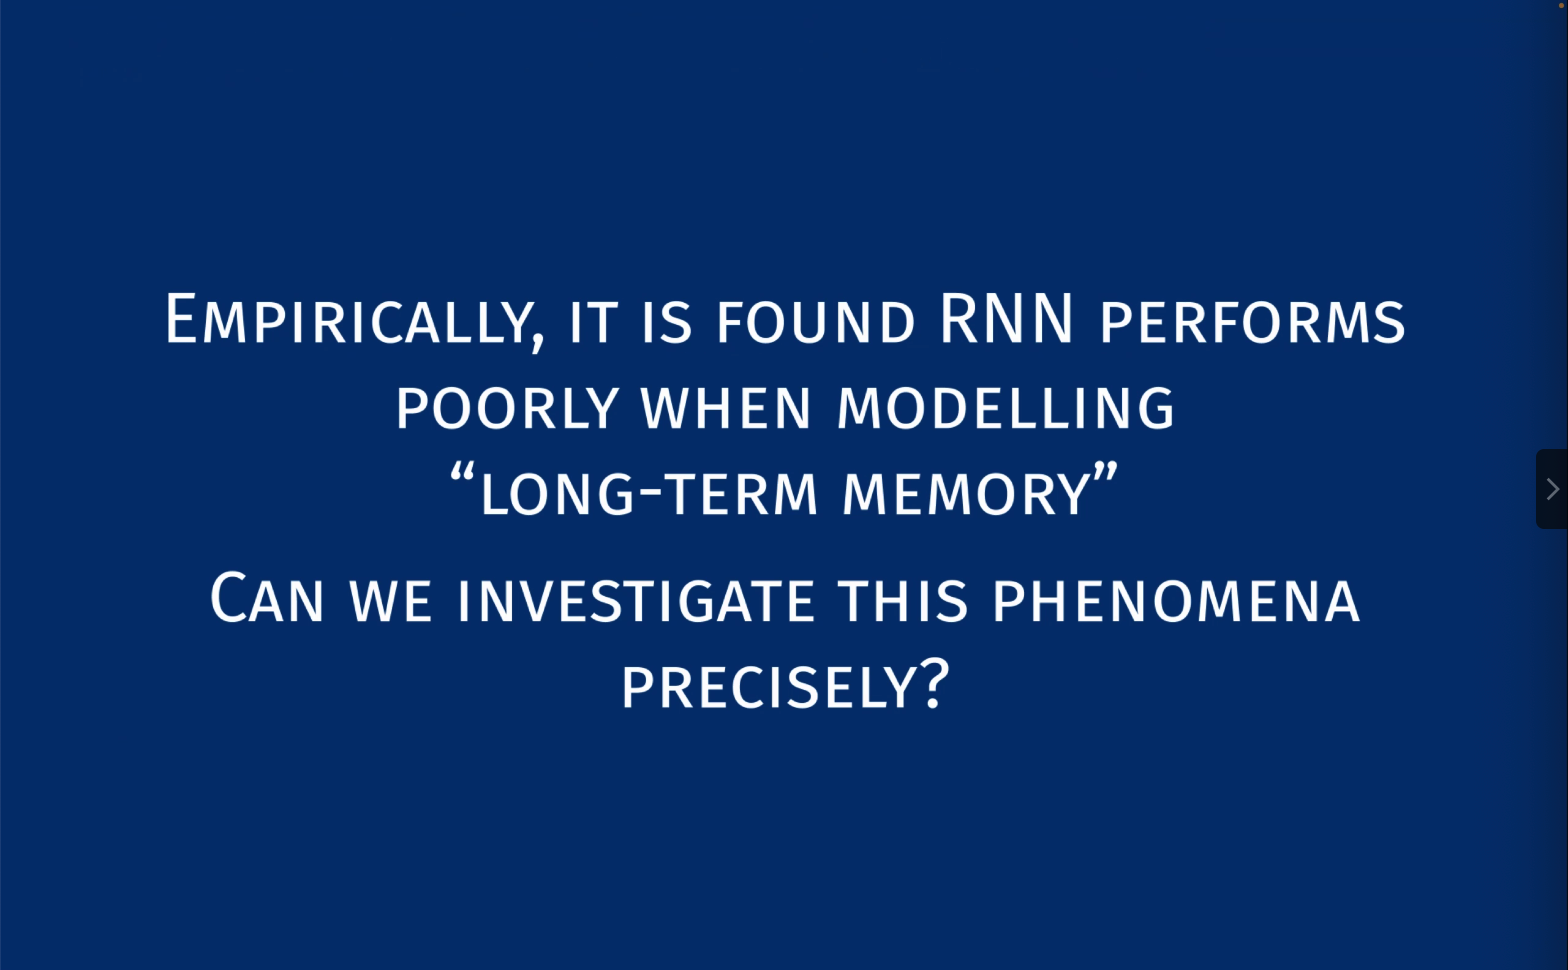 Empirically, it is found RNN performs
poorly when modelling
“long-term memory”
Can we investigate this phenomena
precisely?